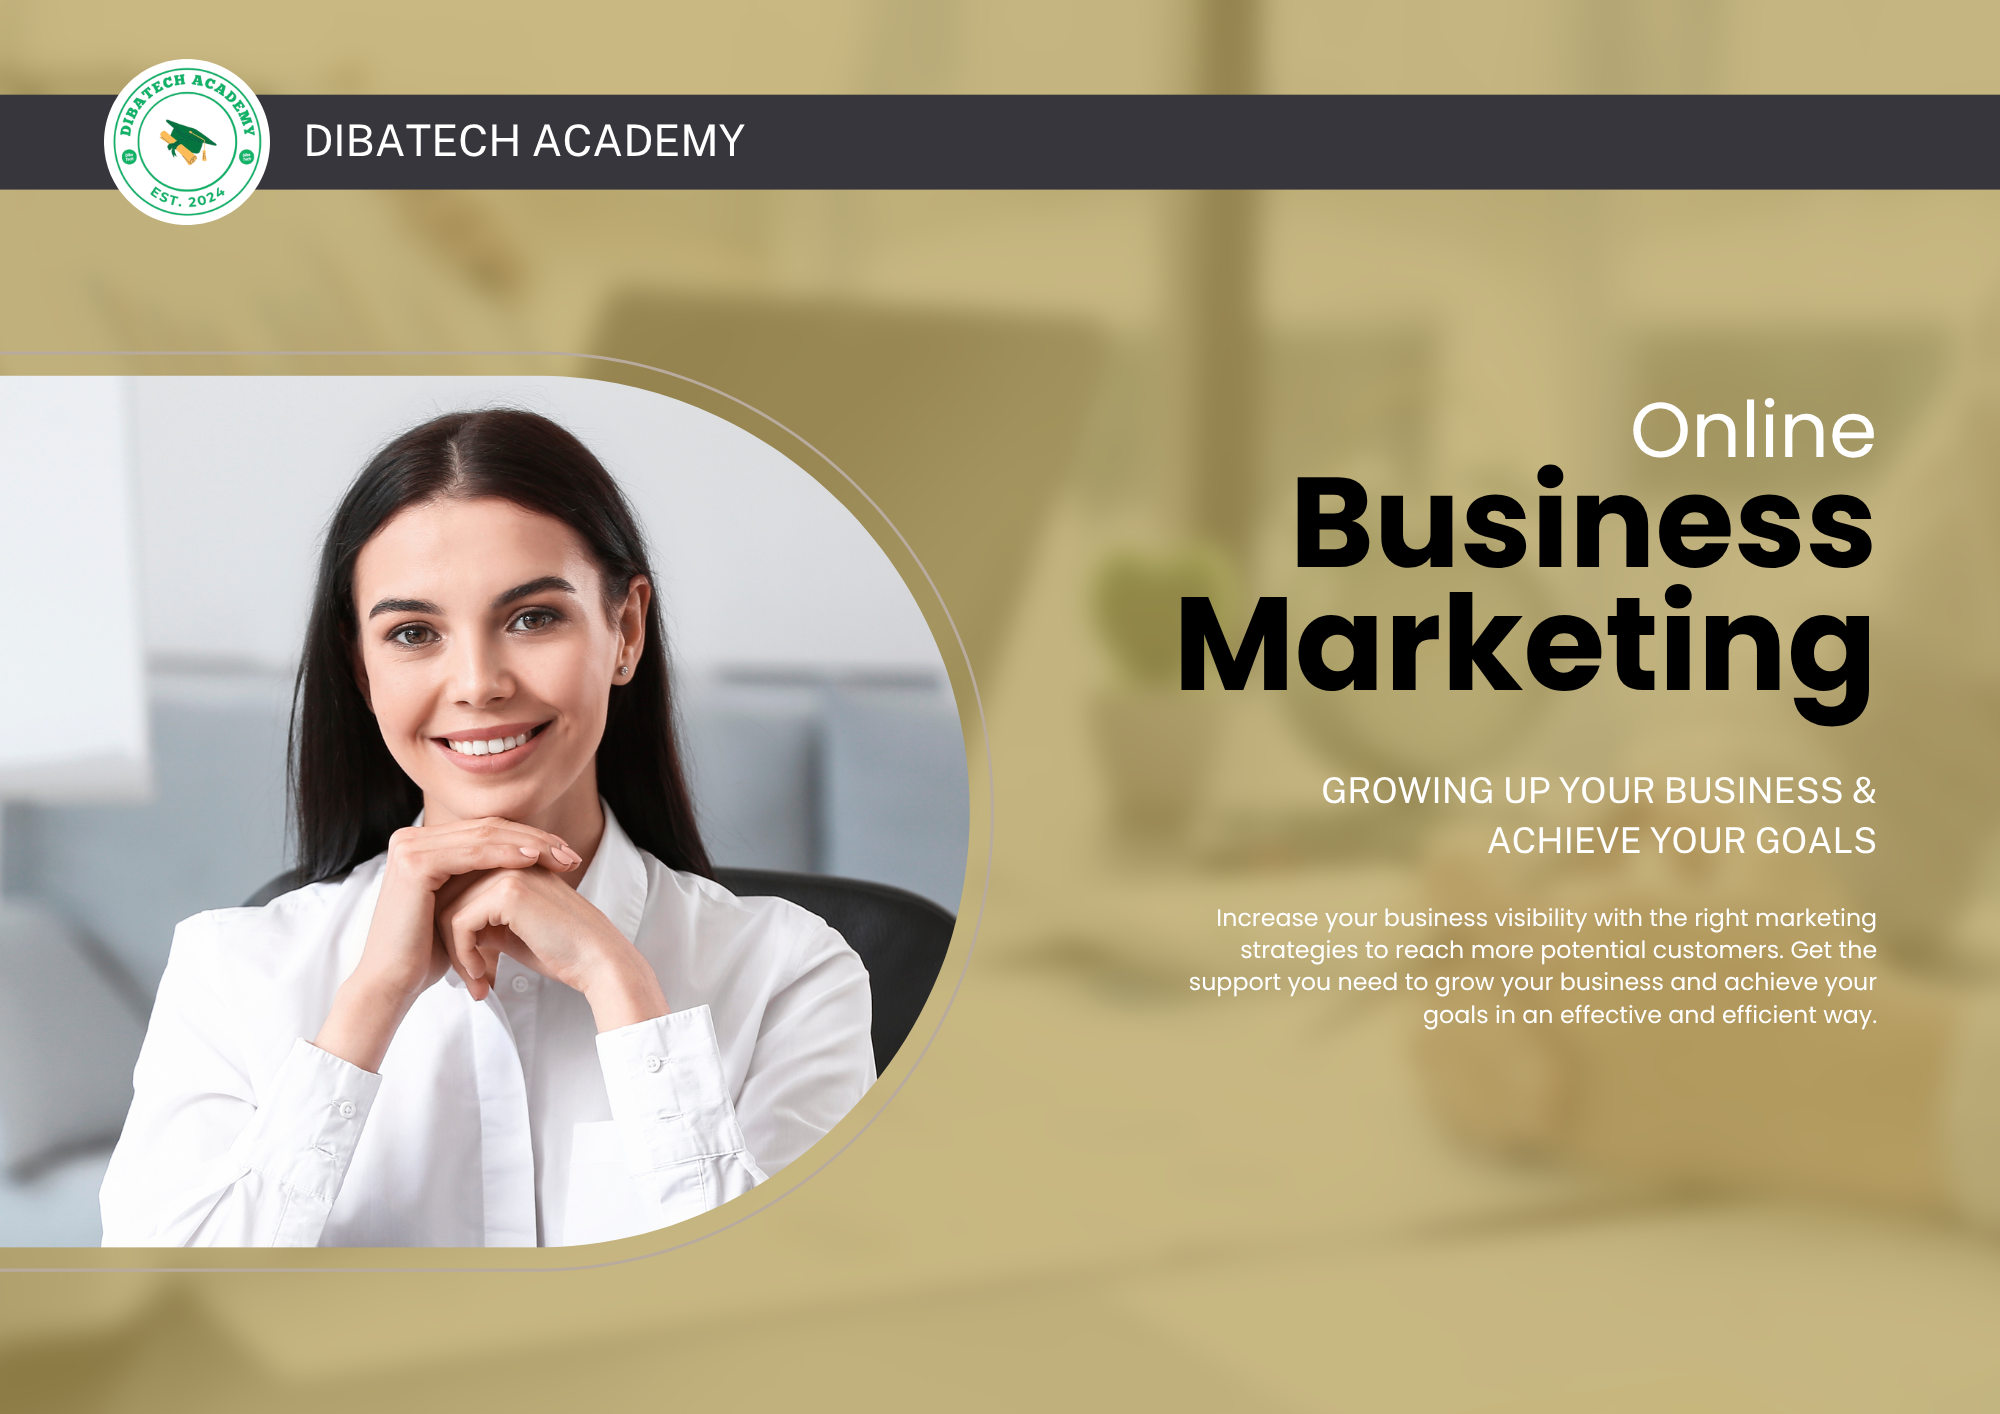 DIBATECH ACADEMY
EST. 2024
DIBATECH ACADEMY
Online
Business
Marketing
GROWING UP YOUR BUSINESS &
ACHIEVE YOUR GOALS
Increase your business visibility with the right marketing
strategies to reach more potential customers. Get the
support you need to grow your business and achieve your
goals in an effective and efficient way.